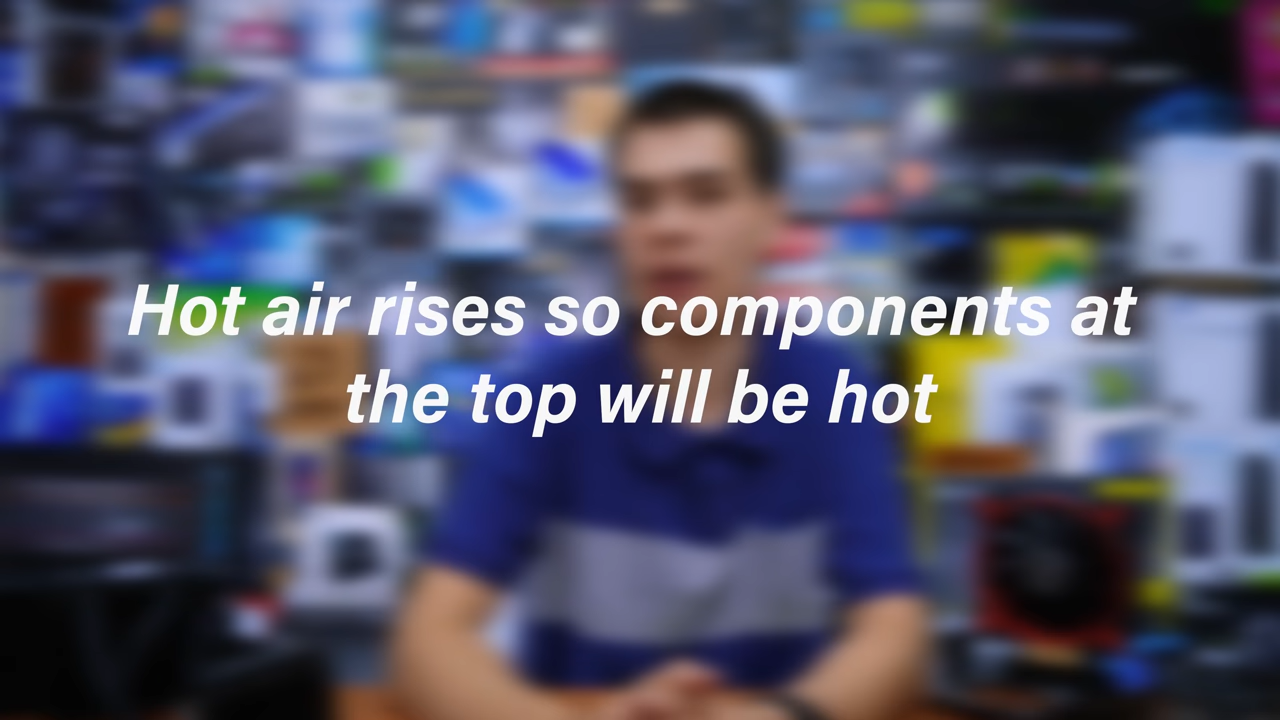 Hot air rises so components at
the top will be hot